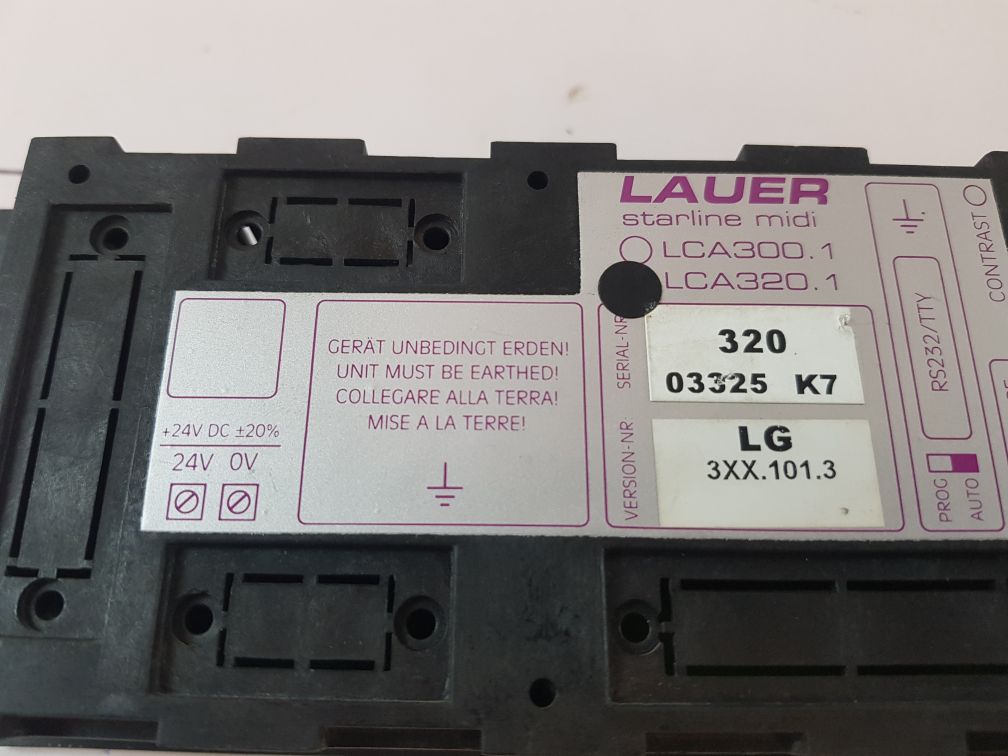 LAUER
starline midi
LCA300.1
LCA320.1
GERÄT UNBEDINGT ERDEN!
UNIT MUST BE EARTHED!
COLLEGARE ALLA TERRA!
MISE A LA TERRE!
+24V DC ±20%
24V 0V
SERIAL-NR
320
03325 K7
VERSION-NR:
LG
3XX.101.3
RS232/TTY
PROG
AUTO
CONTRAST